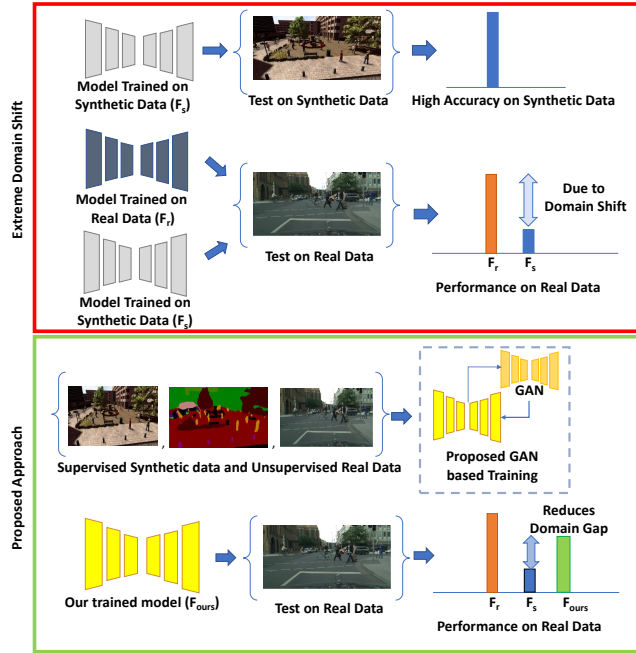 Extreme Domain Shift
Model Trained on
Synthetic Data (Fs)
Test on Synthetic Data
High Accuracy on Synthetic Data
Model Trained on
Real Data (Fr)
Test on Real Data
Due to
Domain Shift
Fr
Fs
Performance on Real Data
Model Trained on
Synthetic Data (Fs)
Proposed Approach
, ,
Supervised Synthetic data and Unsupervised Real Data
GAN
Proposed GAN
based Training
Our trained model (Fours)
Test on Real Data
Reduces
Domain Gap
Fr
Fs
Fours
Performance on Real Data